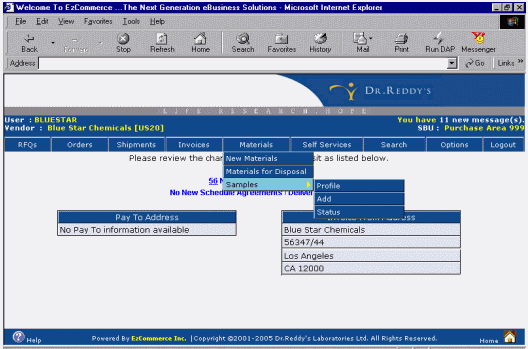 Welcome To EzCommerce ...The Next Generation eBusiness Solutions - Microsoft Internet Explorer
File Edit View Favorites Tools Help
Back Forward Stop Refresh Home Search Favorites History Mail Print Run DAP Messenger
Address Go Links »
DR.REDDY'S
LIFE. RESEARCH. HOPE
User : BLUESTAR You have 11 new message(s).
Vendor : Blue Star Chemicals [US20] SBU : Purchase Area 999
RFQs Orders Shipments Invoices Materials Self Services Search Options Logout
Please review the char sit as listed below.
New Materials
Materials for Disposal
56 N
Samples Profile
No New Schedule Agreements | Deliver
Add
Status
Pay To Address Invoice From Address
No Pay To information available Blue Star Chemicals
56347/44
Los Angeles
CA 12000
Help Powered By EzCommerce Inc. | Copyright ©2001-2005 Dr.Reddy's Laboratories Ltd. All Rights Reserved. Home